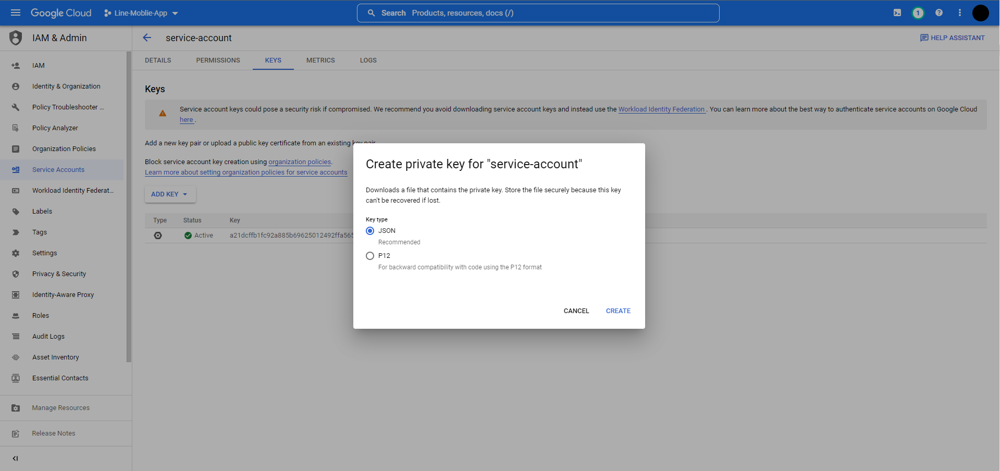 Google Cloud
Line-Moblie-App
Search Products, resources, docs (/)
1
IAM & Admin
service-account
HELP ASSISTANT
DETAILS
PERMISSIONS
KEYS
METRICS
LOGS
IAM
Identity & Organization
Policy Troubleshooter ...
Policy Analyzer
Organization Policies
Service Accounts
Workload Identity Federat...
Labels
Tags
Settings
Privacy & Security
Identity-Aware Proxy
Roles
Audit Logs
Asset Inventory
Essential Contacts
Manage Resources
Release Notes
Keys
Service account keys could pose a security risk if compromised. We recommend you avoid downloading service account keys and instead use the Workload Identity Federation . You can learn more about the best way to authenticate service accounts on Google Cloud
here .
Add a new key pair or upload a public key certificate from an existing key pair
Block service account key creation using organization policies.
Learn more about setting organization policies for service accounts
ADD KEY
Type Status Key
Active a21dcffb1fc92a885b69625012492ffa565
Create private key for "service-account"
Downloads a file that contains the private key. Store the file securely because this key
can't be recovered if lost.
Key type
JSON
Recommended
P12
For backward compatibility with code using the P12 format
CANCEL
CREATE